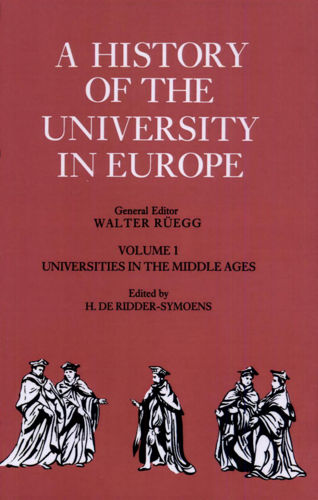 A HISTORY
OF THE
UNIVERSITY
IN EUROPE
General Editor
WALTER RÜEGG
VOLUME 1
UNIVERSITIES IN THE MIDDLE AGES
Edited by
H. DE RIDDER-SYMOENS